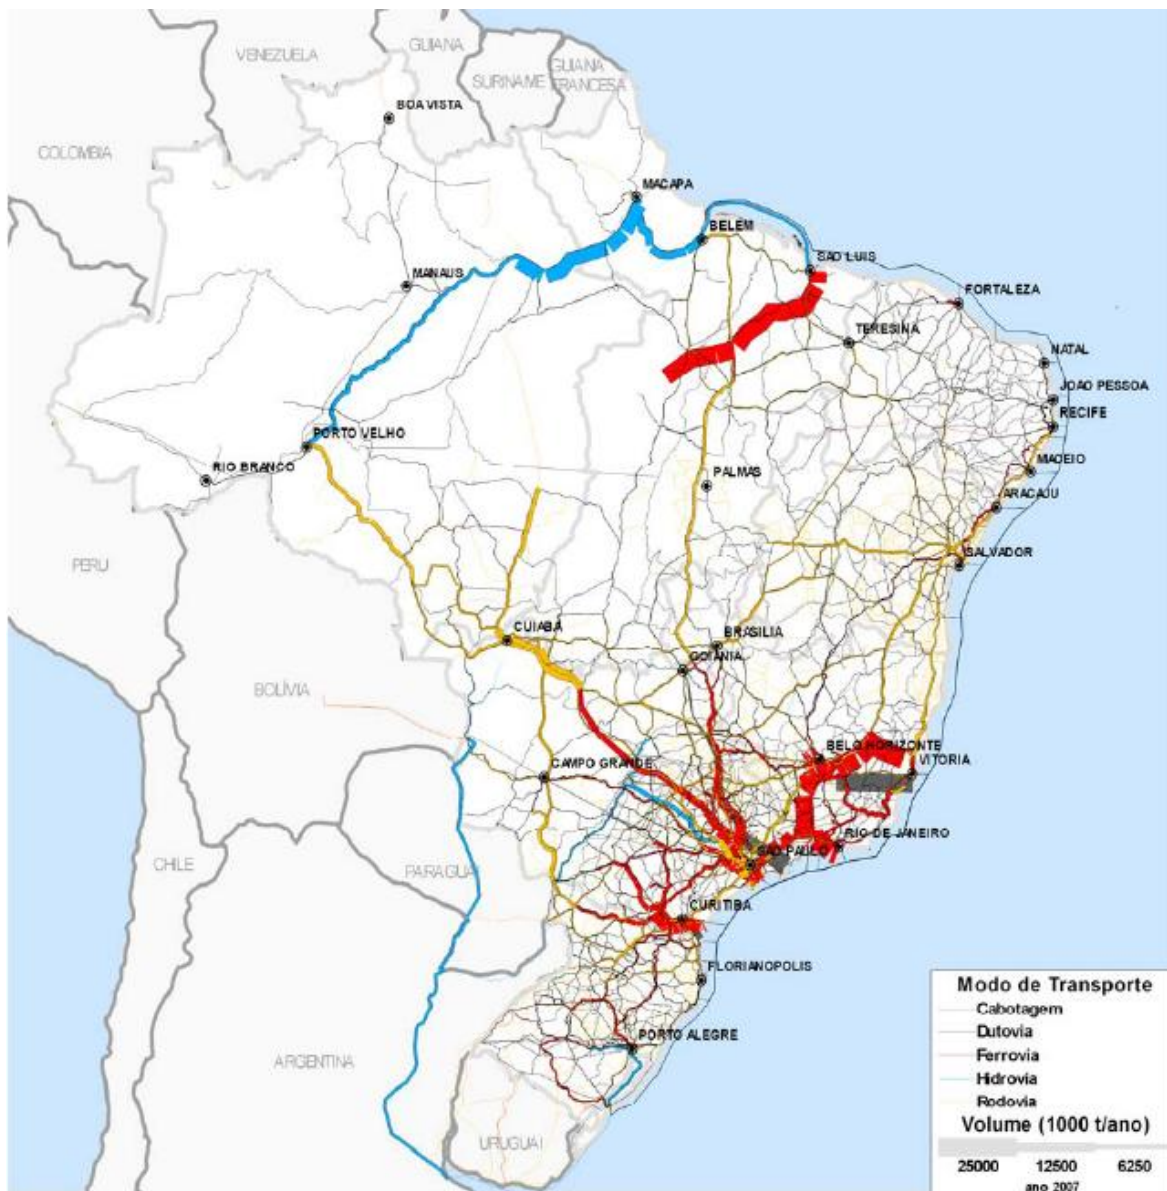 GUIANA
VENEZUELA
GUIANA
FRANCESA
SURINAME
BOA VISTA
COLOMBIA
MACAPA
BELEM
SAO LUIS
MANAUS
FORTALEZA
TERESINA
NATAL
JOAO PESSOA
RECIFE
PORTO VELHO
RIO BRANCO
MACEIO
PALMAS
ARACAJU
SALVADOR
PERU
CUIABA
BRASILIA
GOIANIA
BOLÍVIA
BELO HORIZONTE
VITORIA
CAMPO GRANDE
RIO DE JANEIRO
SAO PAULO
CHILE
PARAGUAI
CURITIBA
FLORIANOPOLIS
PORTO ALEGRE
ARGENTINA
URUGUAI
Modo de Transporte
Cabotagem
Dutovia
Ferrovia
Hidrovia
Rodovia
Volume (1000 t/ano)
25000 12500 6250
ano 2007